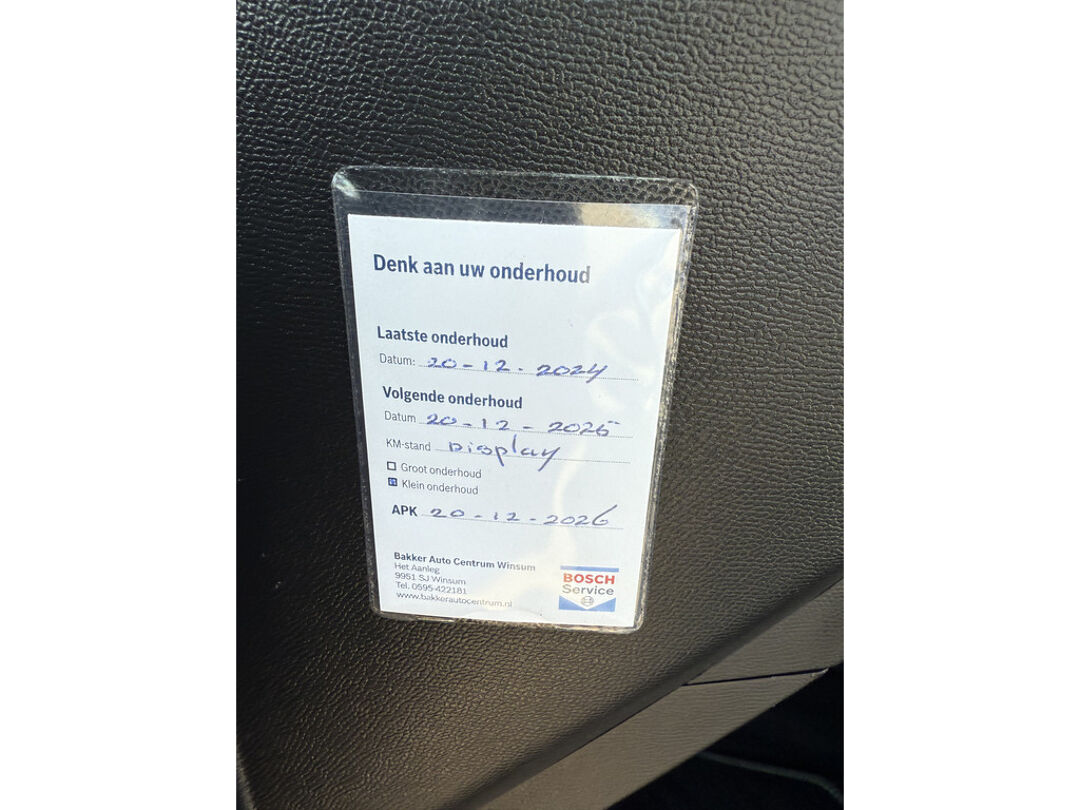 Denk aan uw onderhoud
Laatste onderhoud
Datum: 20-12-2024
Volgende onderhoud
Datum 20-12-2025
KM-stand Display
Groot onderhoud
Klein onderhoud
APK 20-12-2026
Bakker Auto Centrum Winsum
Het Aanleg
9951 SJ Winsum
Tel. 0595-422181
www.bakkerautocentrum.nl
BOSCH
Service